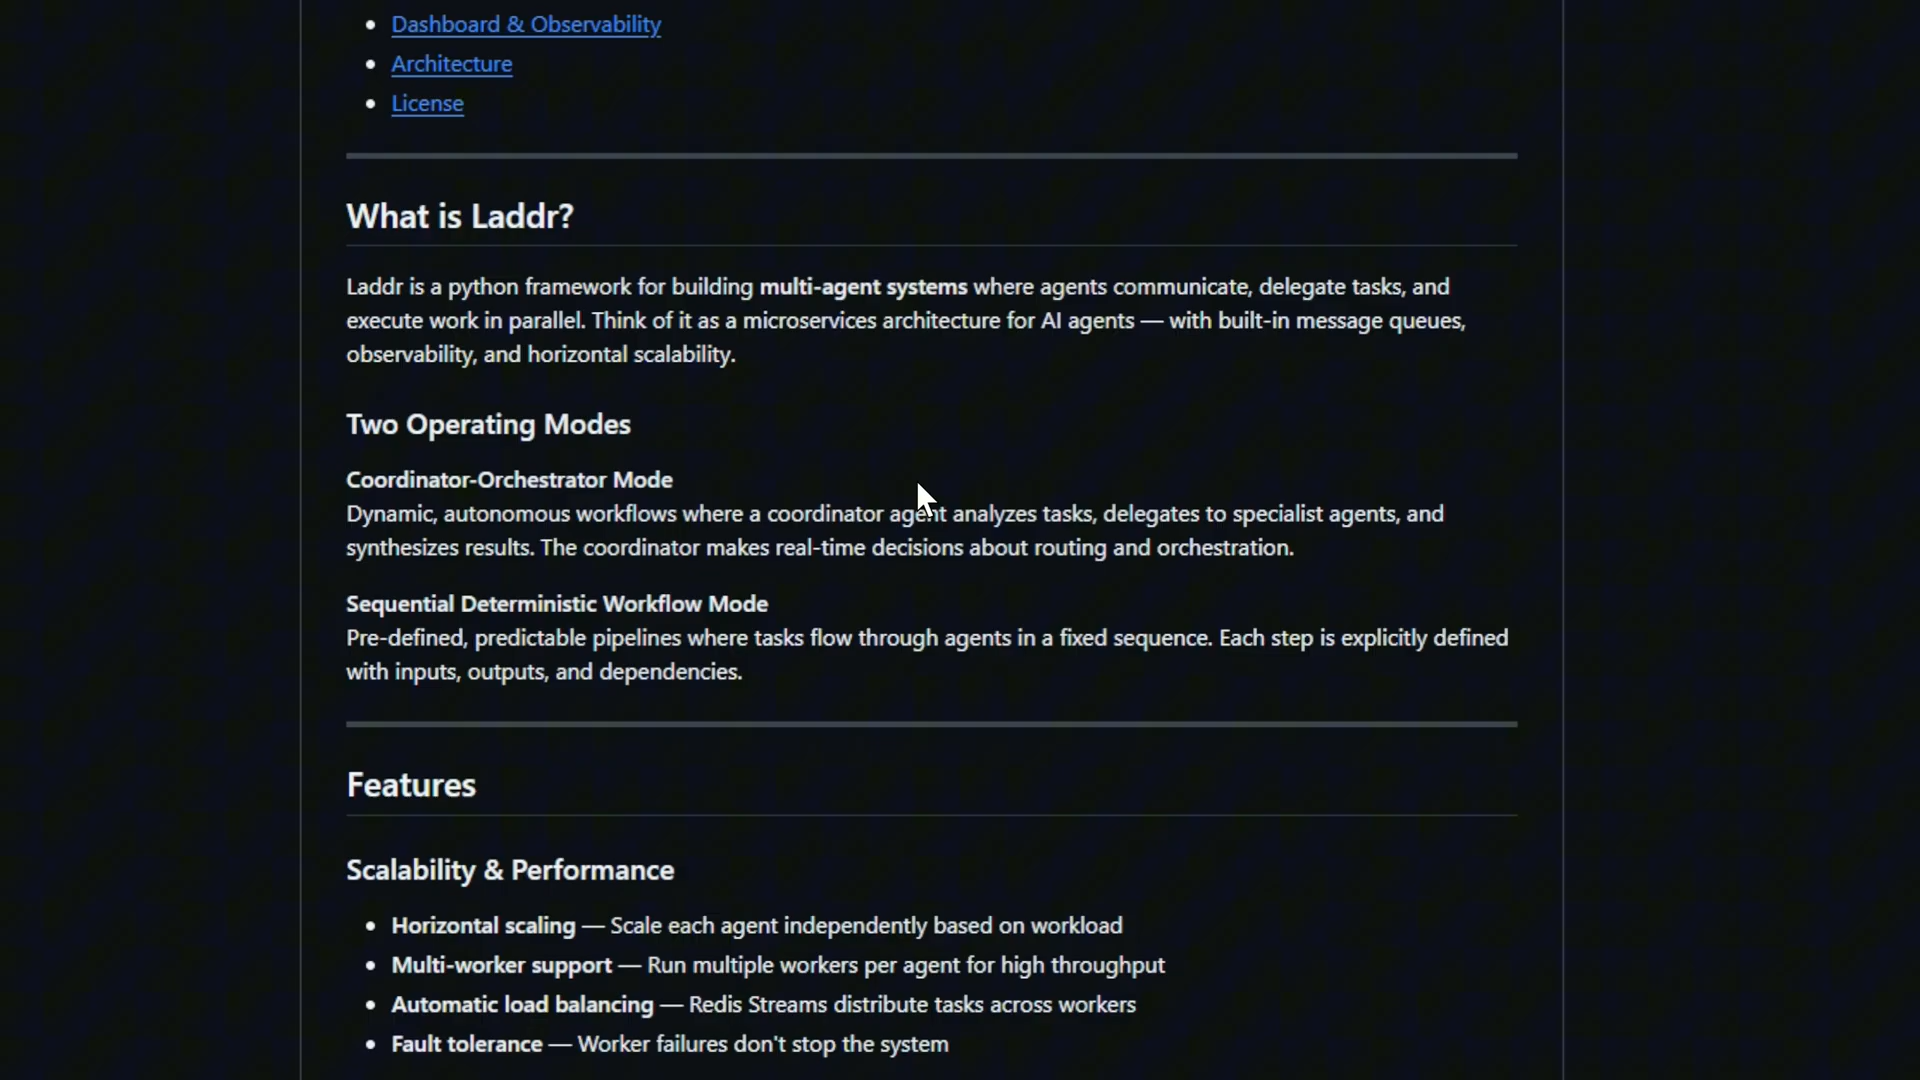 Dashboard & Observability
Architecture
License
What is Laddr?
Laddr is a python framework for building multi-agent systems where agents communicate, delegate tasks, and
execute work in parallel. Think of it as a microservices architecture for AI agents — with built-in message queues,
observability, and horizontal scalability.
Two Operating Modes
Coordinator-Orchestrator Mode
Dynamic, autonomous workflows where a coordinator agent analyzes tasks, delegates to specialist agents, and
synthesizes results. The coordinator makes real-time decisions about routing and orchestration.
Sequential Deterministic Workflow Mode
Pre-defined, predictable pipelines where tasks flow through agents in a fixed sequence. Each step is explicitly defined
with inputs, outputs, and dependencies.
Features
Scalability & Performance
Horizontal scaling — Scale each agent independently based on workload
Multi-worker support — Run multiple workers per agent for high throughput
Automatic load balancing — Redis Streams distribute tasks across workers
Fault tolerance — Worker failures don't stop the system